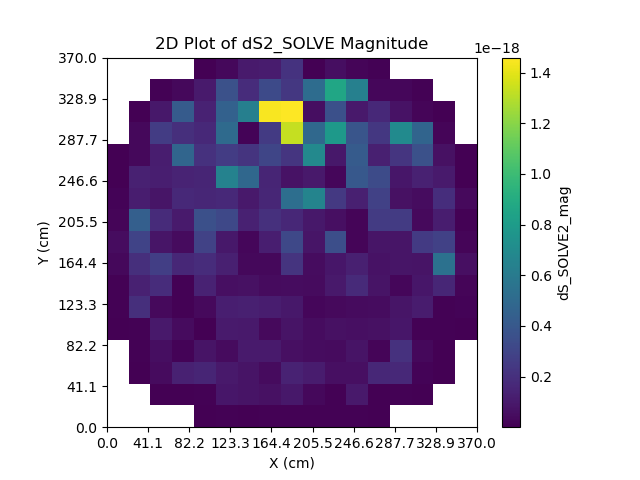 2D Plot of dS2_SOLVE Magnitude
1e−18
370.0
328.9
287.7
246.6
205.5
164.4
123.3
82.2
41.1
0.0
Y (cm)
0.0 41.1 82.2 123.3 164.4 205.5 246.6 287.7 328.9 370.0
X (cm)
1.4
1.2
1.0
0.8
0.6
0.4
0.2
dS_SOLVE2_mag